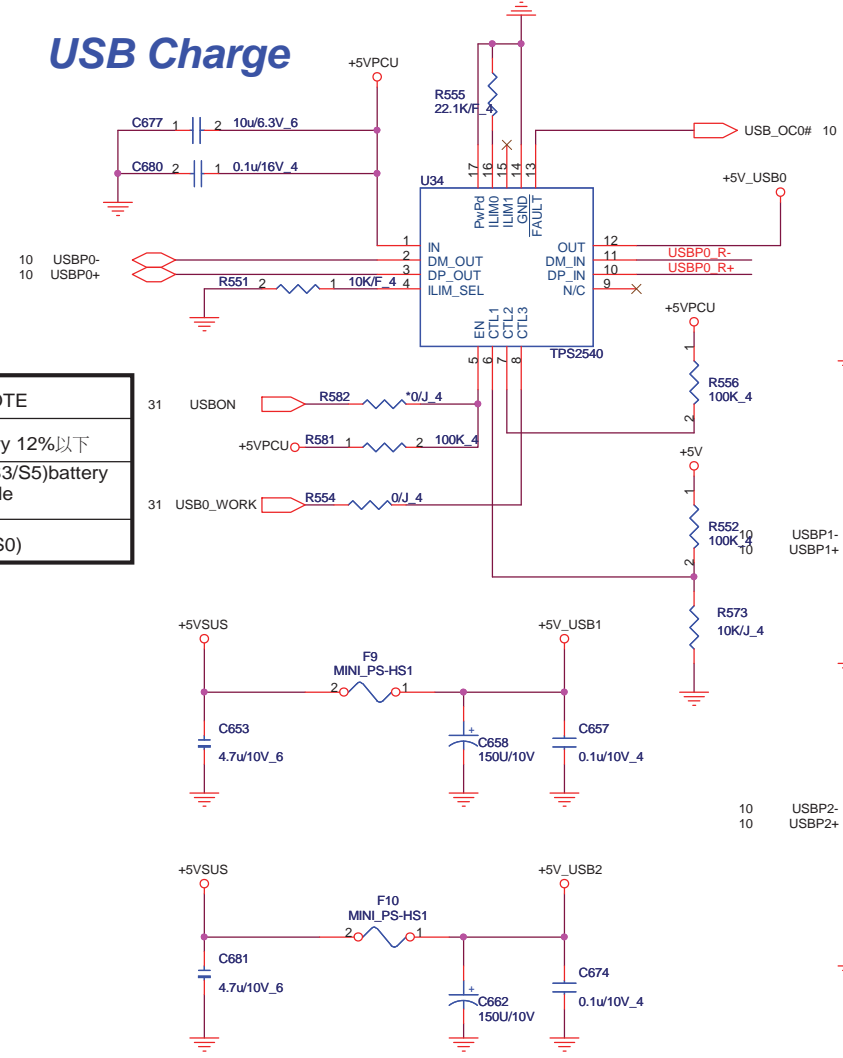 USB Charge
+5VPCU
C677 1 2 10u/6.3V_6
C680 2 1 0.1u/16V_4
R555
22.1K/F_4
USB_OC0# 10
+5V_USB0
U34
17 16 15 14 13
PwPd ILIM0 ILIM1 GND FAULT
1 IN
2 DM_OUT
3 DP_OUT
4 ILIM_SEL
OUT 12
DM_IN 11 USBP0_R-
DP_IN 10 USBP0_R+
N/C 9
10 USBP0-
10 USBP0+
R551 2 1 10K/F_4
EN CTL1 CTL2 CTL3
5 6 7 8
TPS2540
+5VPCU
1
R556
100K_4
2
OTE
ry 12%以下
S3/S5)battery
le
S0)
31 USBON R582 *0/J_4
+5VPCU R581 1 2 100K_4
31 USB0_WORK R554 0/J_4
+5V
1
R552
100K_4
2
10 USBP1-
10 USBP1+
R573
10K/J_4
+5VSUS
F9
MINI_PS-HS1
2 1
+5V_USB1
C653
4.7u/10V_6
+
C658
150U/10V
C657
0.1u/10V_4
10 USBP2-
10 USBP2+
+5VSUS
F10
MINI_PS-HS1
2 1
+5V_USB2
C681
4.7u/10V_6
+
C662
150U/10V
C674
0.1u/10V_4